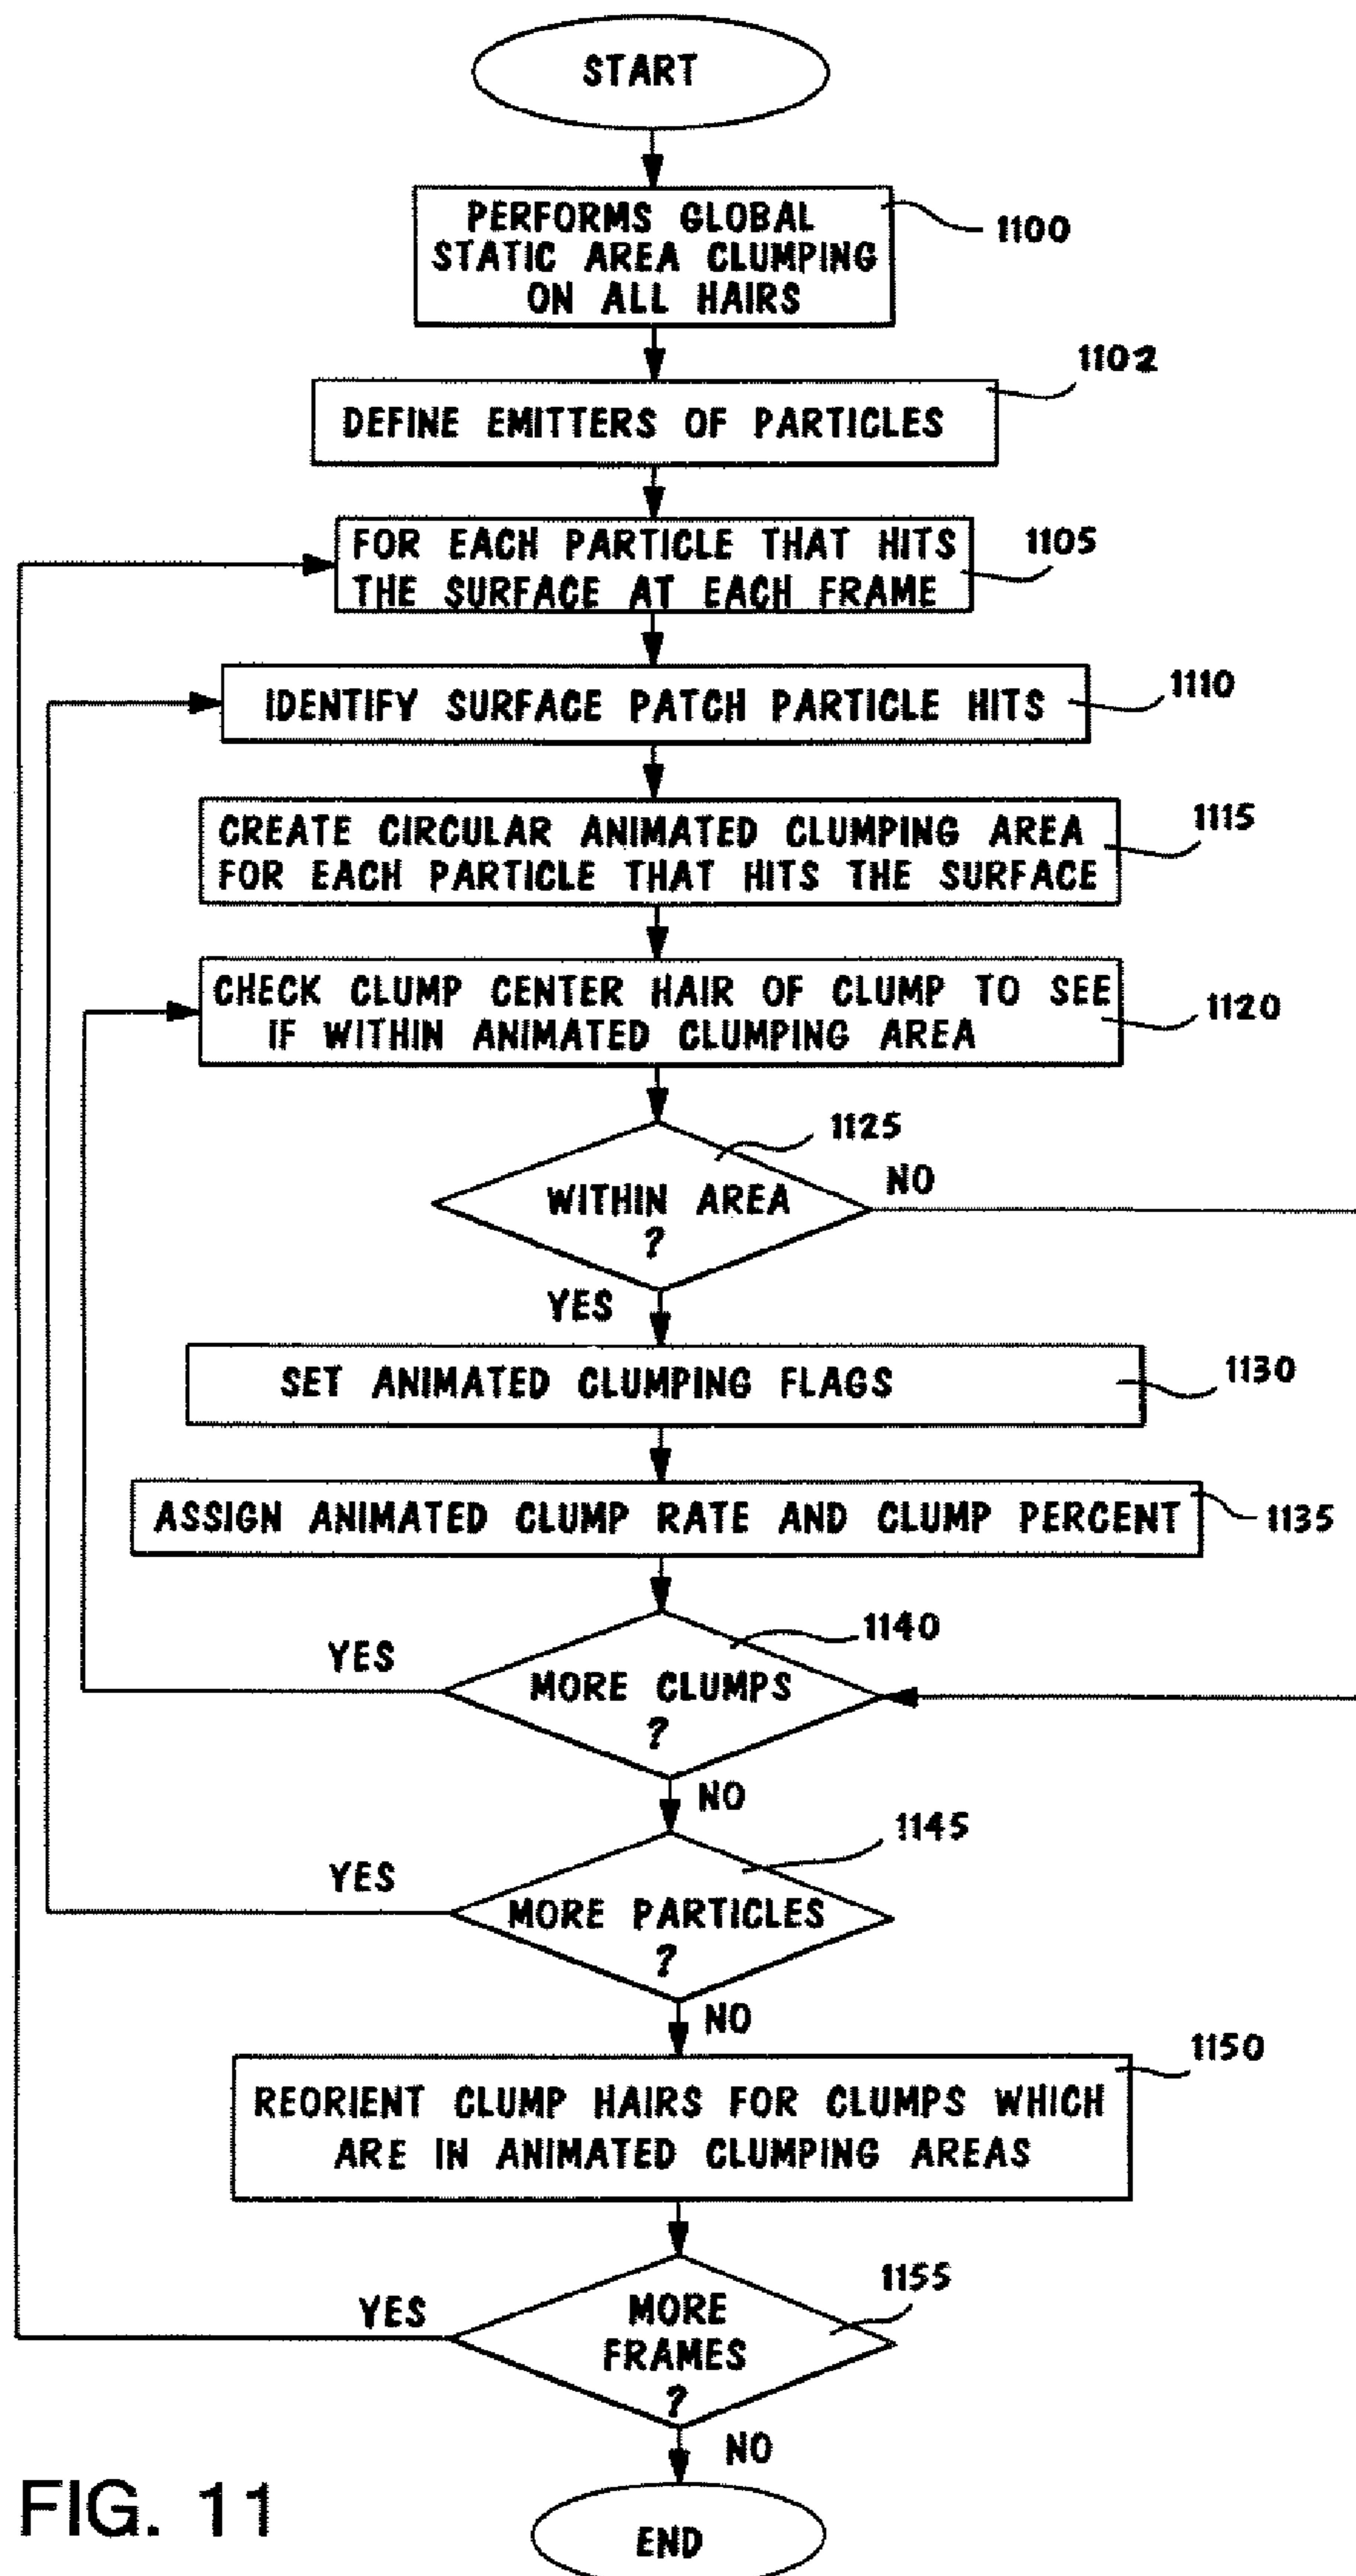 START
PERFORMS GLOBAL
STATIC AREA CLUMPING
ON ALL HAIRS
1100
1102
DEFINE EMITTERS OF PARTICLES
FOR EACH PARTICLE THAT HITS
THE SURFACE AT EACH FRAME
1105
IDENTIFY SURFACE PATCH PARTICLE HITS
1110
CREATE CIRCULAR ANIMATED CLUMPING AREA
FOR EACH PARTICLE THAT HITS THE SURFACE
1115
CHECK CLUMP CENTER HAIR OF CLUMP TO SEE
IF WITHIN ANIMATED CLUMPING AREA
1120
1125
WITHIN AREA
?
NO
YES
SET ANIMATED CLUMPING FLAGS
1130
ASSIGN ANIMATED CLUMP RATE AND CLUMP PERCENT
1135
1140
YES
MORE CLUMPS
?
NO
1145
YES
MORE PARTICLES
?
NO
1150
REORIENT CLUMP HAIRS FOR CLUMPS WHICH
ARE IN ANIMATED CLUMPING AREAS
1155
YES
MORE
FRAMES
?
NO
END
FIG. 11